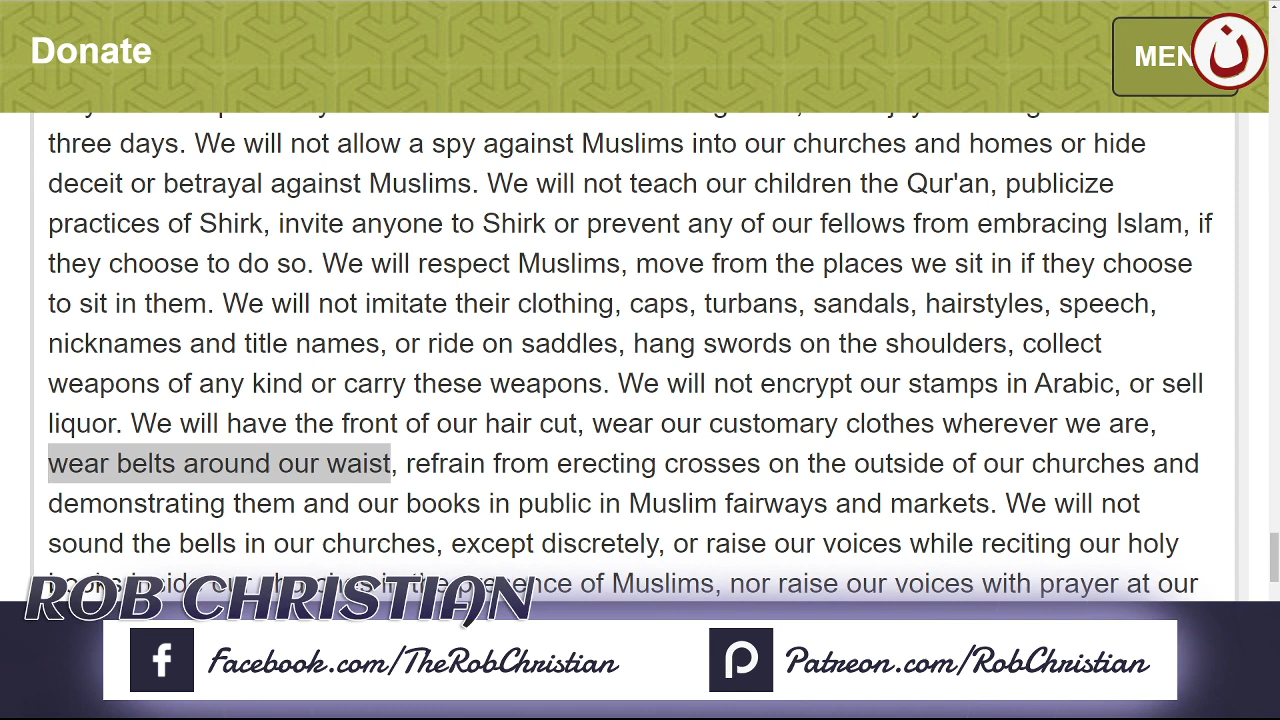 Donate
MEN
ن
three days. We will not allow a spy against Muslims into our churches and homes or hide
deceit or betrayal against Muslims. We will not teach our children the Qur'an, publicize
practices of Shirk, invite anyone to Shirk or prevent any of our fellows from embracing Islam, if
they choose to do so. We will respect Muslims, move from the places we sit in if they choose
to sit in them. We will not imitate their clothing, caps, turbans, sandals, hairstyles, speech,
nicknames and title names, or ride on saddles, hang swords on the shoulders, collect
weapons of any kind or carry these weapons. We will not encrypt our stamps in Arabic, or sell
liquor. We will have the front of our hair cut, wear our customary clothes wherever we are,
wear belts around our waist, refrain from erecting crosses on the outside of our churches and
demonstrating them and our books in public in Muslim fairways and markets. We will not
sound the bells in our churches, except discretely, or raise our voices while reciting our holy
of Muslims, nor raise our voices with prayer at our
ROB CHRISTIAN
Facebook.com/TheRobChristian
Patreon.com/RobChristian